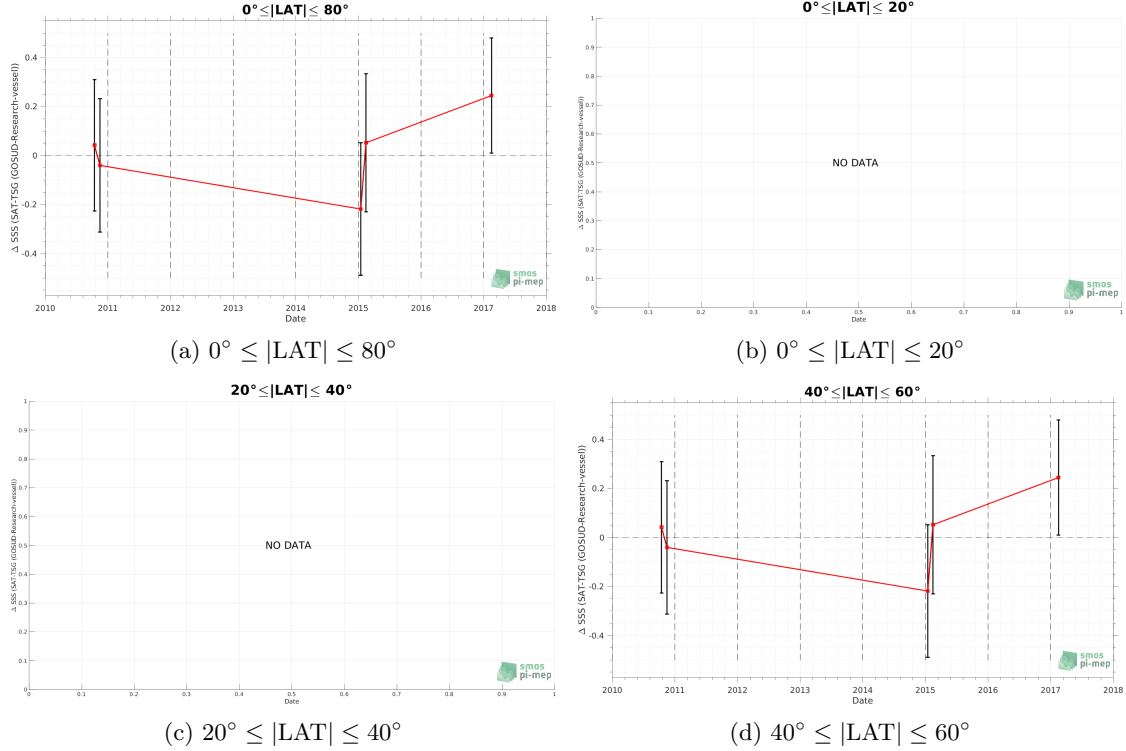 0°≤|LAT|≤ 80°
Δ SSS (SAT-TSG (GOSUD-Research-vessel))
0.4
0.2
0
-0.2
-0.4
smos
pi-mep
2010 2011 2012 2013 2014 2015 2016 2017 2018
Date
(a) 0° ≤ |LAT| ≤ 80°
0°≤|LAT|≤ 20°
Δ SSS (SAT-TSG (GOSUD-Research-vessel))
1
0.9
0.8
0.7
0.6
0.5
0.4
0.3
0.2
0.1
0
NO DATA
smos
pi-mep
0 0.1 0.2 0.3 0.4 0.5 0.6 0.7 0.8 0.9 1
Date
(b) 0° ≤ |LAT| ≤ 20°
20°≤|LAT|≤ 40°
Δ SSS (SAT-TSG (GOSUD-Research-vessel))
1
0.9
0.8
0.7
0.6
0.5
0.4
0.3
0.2
0.1
0
NO DATA
smos
pi-mep
0 0.1 0.2 0.3 0.4 0.5 0.6 0.7 0.8 0.9 1
Date
(c) 20° ≤ |LAT| ≤ 40°
40°≤|LAT|≤ 60°
Δ SSS (SAT-TSG (GOSUD-Research-vessel))
0.4
0.2
0
-0.2
-0.4
smos
pi-mep
2010 2011 2012 2013 2014 2015 2016 2017 2018
Date
(d) 40° ≤ |LAT| ≤ 60°